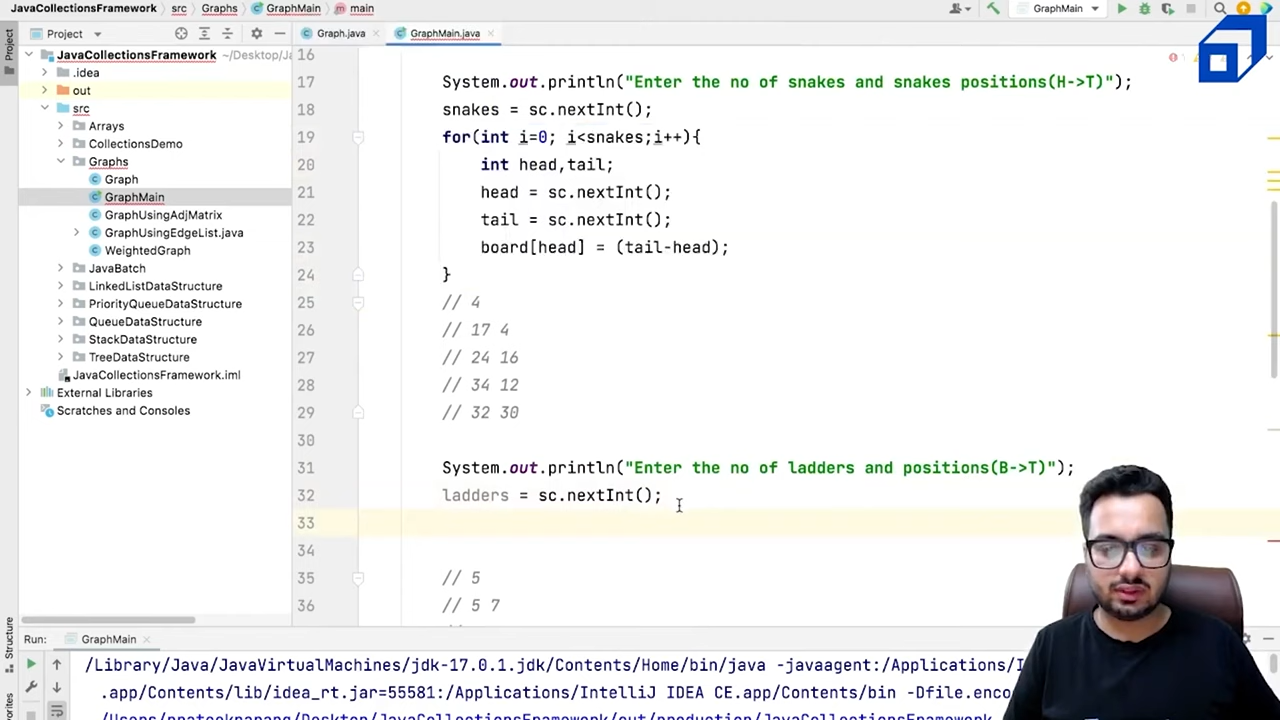 JavaCollectionsFramework src Graphs GraphMain main GraphMain
Project Graph.java GraphMain.java
JavaCollectionsFramework ~/Desktop/Ja
.idea
out
src
Arrays
CollectionsDemo
Graphs
Graph
GraphMain
GraphUsingAdjMatrix
GraphUsingEdgeList.java
WeightedGraph
JavaBatch
LinkedListDataStructure
PriorityQueueDataStructure
QueueDataStructure
StackDataStructure
TreeDataStructure
JavaCollectionsFramework.iml
External Libraries
Scratches and Consoles
Project
Structure
16
17 System.out.println("Enter the no of snakes and snakes positions(H->T)");
18 snakes = sc.nextInt();
19 for(int i=0; i<snakes;i++){
20 int head,tail;
21 head = sc.nextInt();
22 tail = sc.nextInt();
23 board[head] = (tail-head);
24 }
25 // 4
26 // 17 4
27 // 24 16
28 // 34 12
29 // 32 30
30
31 System.out.println("Enter the no of ladders and positions(B->T)");
32 ladders = sc.nextInt();
33
34
35 // 5
36 // 5 7
Run: GraphMain
/Library/Java/JavaVirtualMachines/jdk-17.0.1.jdk/Contents/Home/bin/java -javaagent:/Applications/I
.app/Contents/lib/idea_rt.jar=55581:/Applications/IntelliJ IDEA CE.app/Contents/bin -Dfile.enco